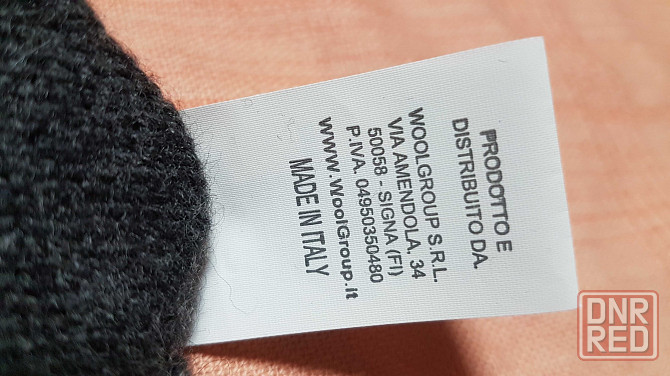 PRODOTTO E
DISTRIBUITO DA.
WOOLGROUP S.R.L.
VIA AMENDOLA, 34
50058 - SIGNA (FI)
P.IVA. 04950350480
www.WoolGroup.it
MADE IN ITALY
DNR
RED